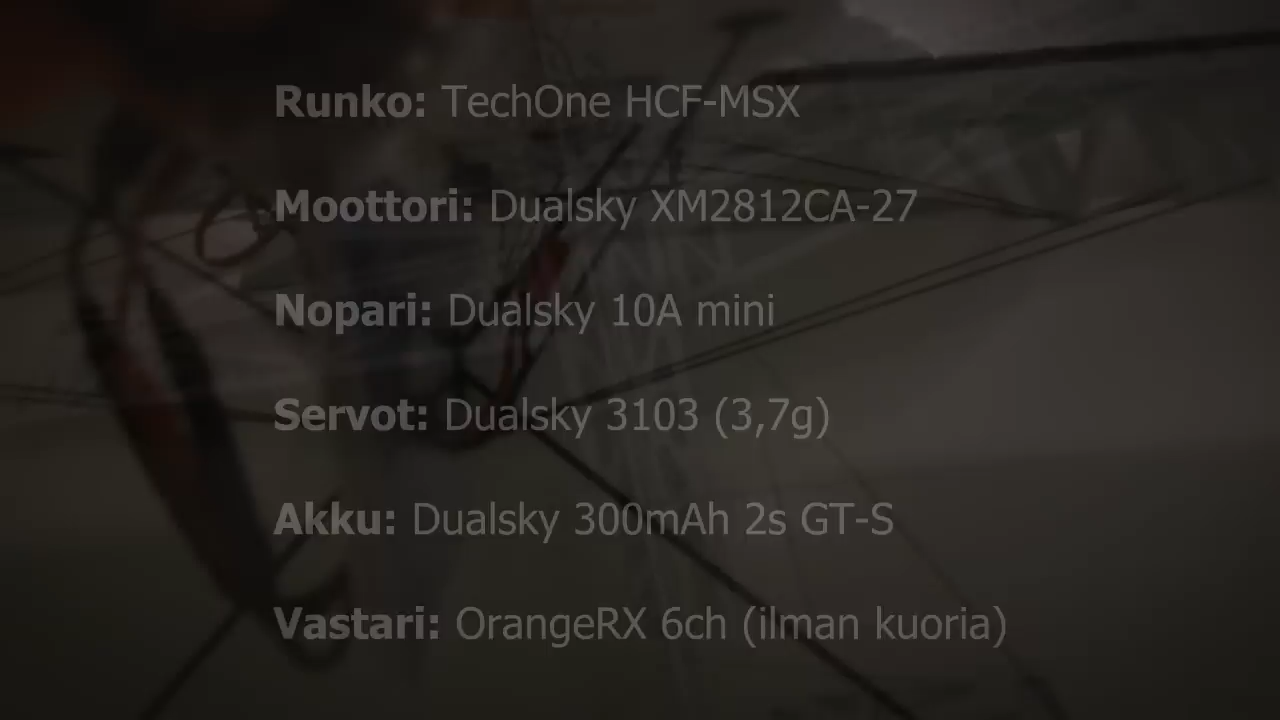 Runko: TechOne HCF-MSX
Moottori: Dualsky XM2812CA-27
Nopari: Dualsky 10A mini
Servot: Dualsky 3103 (3,7g)
Akku: Dualsky 300mAh 2s GT-S
Vastari: OrangeRX 6ch (ilman kuoria)